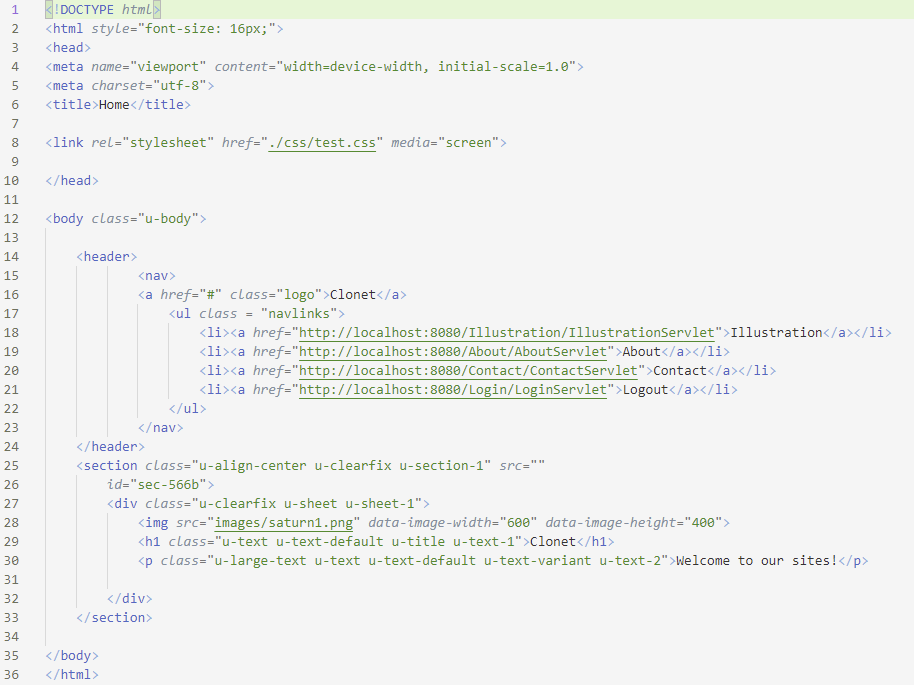 1 <!DOCTYPE html>
2 <html style="font-size: 16px;">
3 <head>
4 <meta name="viewport" content="width=device-width, initial-scale=1.0">
5 <meta charset="utf-8">
6 <title>Home</title>
7
8 <link rel="stylesheet" href="./css/test.css" media="screen">
9
10 </head>
11
12 <body class="u-body">
13
14     <header>
15             <nav>
16             <a href="#" class="logo">Clonet</a>
17                 <ul class = "navlinks">
18                     <li><a href="http://localhost:8080/Illustration/IllustrationServlet">Illustration</a></li>
19                     <li><a href="http://localhost:8080/About/AboutServlet">About</a></li>
20                     <li><a href="http://localhost:8080/Contact/ContactServlet">Contact</a></li>
21                     <li><a href="http://localhost:8080/Login/LoginServlet">Logout</a></li>
22                 </ul>
23             </nav>
24     </header>
25     <section class="u-align-center u-clearfix u-section-1" src=""
26         id="sec-566b">
27         <div class="u-clearfix u-sheet u-sheet-1">
28             <img src="images/saturn1.png" data-image-width="600" data-image-height="400">
29             <h1 class="u-text u-text-default u-title u-text-1">Clonet</h1>
30             <p class="u-large-text u-text u-text-default u-text-variant u-text-2">Welcome to our sites!</p>
31
32         </div>
33     </section>
34
35 </body>
36 </html>